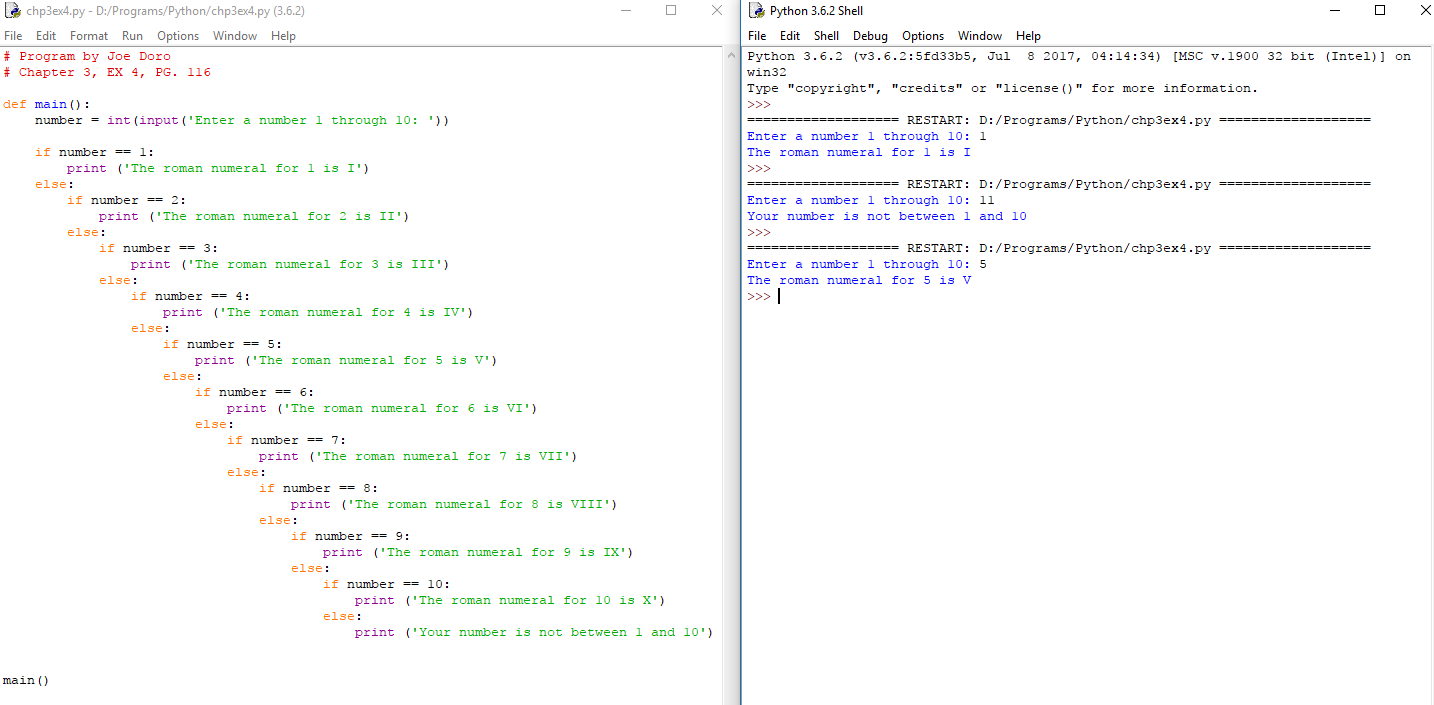 chp3ex4.py - D:/Programs/Python/chp3ex4.py (3.6.2)
File Edit Format Run Options Window Help
# Program by Joe Doro
# Chapter 3, EX 4, PG. 116

def main():
    number = int(input('Enter a number 1 through 10: '))

    if number == 1:
        print ('The roman numeral for 1 is I')
    else:
        if number == 2:
            print ('The roman numeral for 2 is II')
        else:
            if number == 3:
                print ('The roman numeral for 3 is III')
            else:
                if number == 4:
                    print ('The roman numeral for 4 is IV')
                else:
                    if number == 5:
                        print ('The roman numeral for 5 is V')
                    else:
                        if number == 6:
                            print ('The roman numeral for 6 is VI')
                        else:
                            if number == 7:
                                print ('The roman numeral for 7 is VII')
                            else:
                                if number == 8:
                                    print ('The roman numeral for 8 is VIII')
                                else:
                                    if number == 9:
                                        print ('The roman numeral for 9 is IX')
                                    else:
                                        if number == 10:
                                            print ('The roman numeral for 10 is X')
                                        else:
                                            print ('Your number is not between 1 and 10')

main()
Python 3.6.2 Shell
File Edit Shell Debug Options Window Help
Python 3.6.2 (v3.6.2:5fd33b5, Jul  8 2017, 04:14:34) [MSC v.1900 32 bit (Intel)] on
win32
Type "copyright", "credits" or "license()" for more information.
>>>
=================== RESTART: D:/Programs/Python/chp3ex4.py ===================
Enter a number 1 through 10: 1
The roman numeral for 1 is I
>>>
=================== RESTART: D:/Programs/Python/chp3ex4.py ===================
Enter a number 1 through 10: 11
Your number is not between 1 and 10
>>>
=================== RESTART: D:/Programs/Python/chp3ex4.py ===================
Enter a number 1 through 10: 5
The roman numeral for 5 is V
>>>